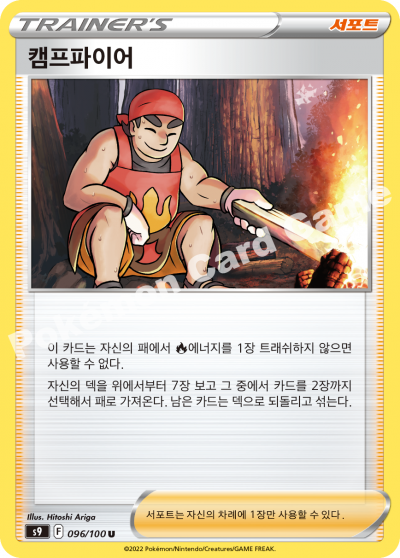 TRAINER'S
서포트
캠프파이어
Pokémon Card Game
이 카드는 자신의 패에서 🔥에너지를 1장 트래쉬하지 않으면
사용할 수 없다.
자신의 덱을 위에서부터 7장 보고 그 중에서 카드를 2장까지
선택해서 패로 가져온다. 남은 카드는 덱으로 되돌리고 섞는다.
Illus. Hitoshi Ariga
s9 F 096/100 U
서포트는 자신의 차례에 1장만 사용할 수 있다.
©2022 Pokémon/Nintendo/Creatures/GAME FREAK.